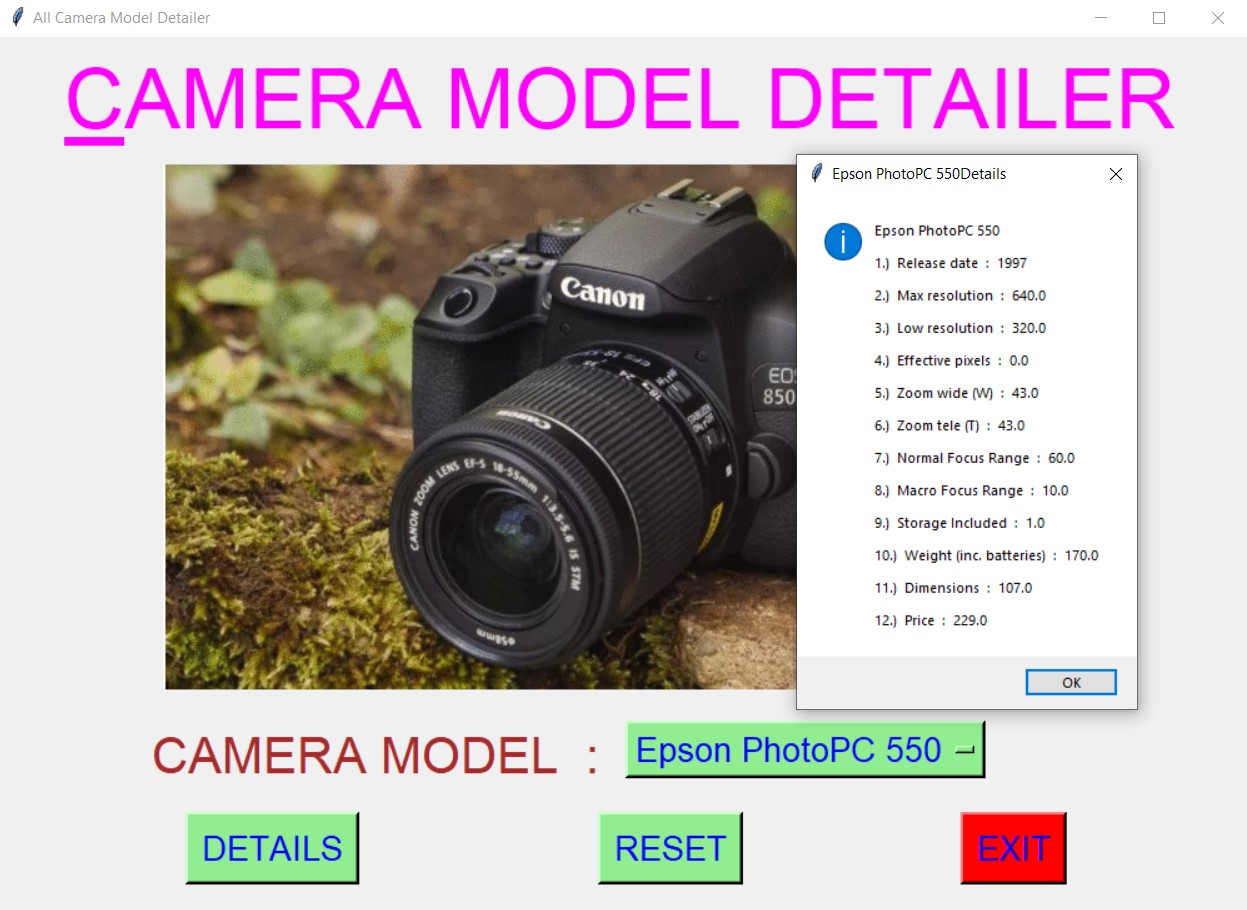 All Camera Model Detailer
CAMERA MODEL DETAILER
Epson PhotoPC 550Details
Epson PhotoPC 550
1.) Release date : 1997
2.) Max resolution : 640.0
3.) Low resolution : 320.0
4.) Effective pixels : 0.0
5.) Zoom wide (W) : 43.0
6.) Zoom tele (T) : 43.0
7.) Normal Focus Range : 60.0
8.) Macro Focus Range : 10.0
9.) Storage Included : 1.0
10.) Weight (inc. batteries) : 170.0
11.) Dimensions : 107.0
12.) Price : 229.0
OK
Canon
EOS
850
Canon
CANON ZOOM LENS EF-S 18-55mm 1:3.5-5.6 IS STM
ø58mm
STABILIZER
CAMERA MODEL :
Epson PhotoPC 550
DETAILS
RESET
EXIT